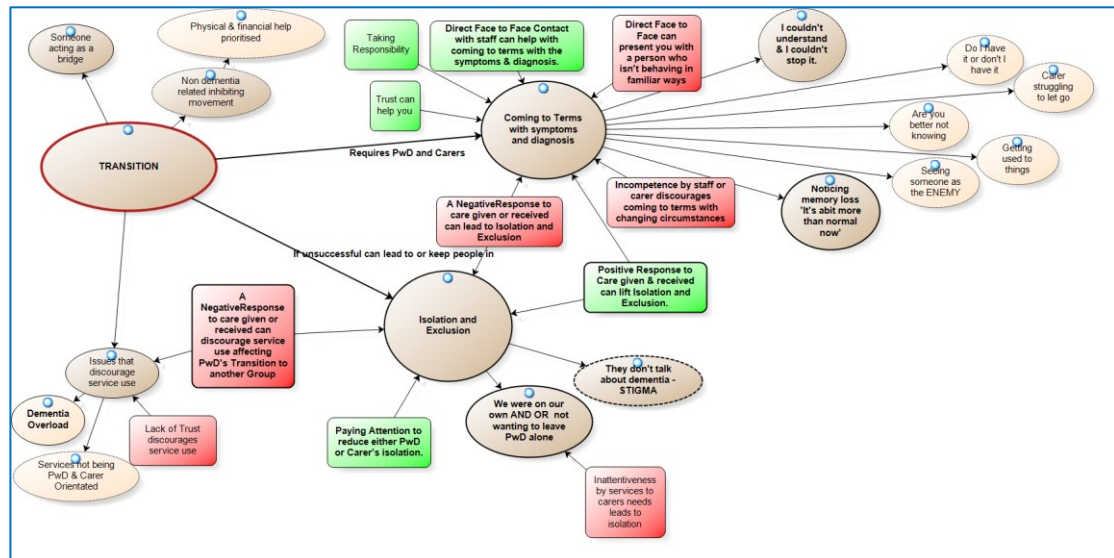 Someone
acting as a
bridge
Physical & financial help
prioritised
Non dementia
related inhibiting
movement
TRANSITION
Taking
Responsibility
Trust can
help you
Direct Face to Face Contact
with staff can help with
coming to terms with the
symptoms & diagnosis.
Direct Face to
Face can
present you with
a person who
isn't behaving in
familiar ways
I couldn't
understand
& I couldn't
stop it.
Do I have
it or don't I
have it
Carer
struggling
to let go
Are you
better not
knowing
Getting
used to
things
Seeing
someone as
the ENEMY
Noticing
memory loss
'It's abit more
than normal
now'
Coming to Terms
with symptoms
and diagnosis
Requires PwD and Carers
A NegativeResponse to
care given or received
can lead to Isolation and
Exclusion
Incompetence by staff or
carer discourages
coming to terms with
changing circumstances
If unsuccessful can lead to or keep people in
Positive Response to
Care given & received
can lift Isolation and
Exclusion.
A
NegativeResponse
to care given or
received can
discourage service
use affecting
PwD's Transition to
another Group
Isolation and
Exclusion
Issues that
discourage
service use
They don't talk
about dementia -
STIGMA
Dementia
Overload
Lack of Trust
discourages
service use
Paying Attention to
reduce either PwD
or Carer's isolation.
We were on our
own AND OR not
wanting to leave
PwD alone
Services not being
PwD & Carer
Orientated
Inattentiveness
by services to
carers needs
leads to
isolation